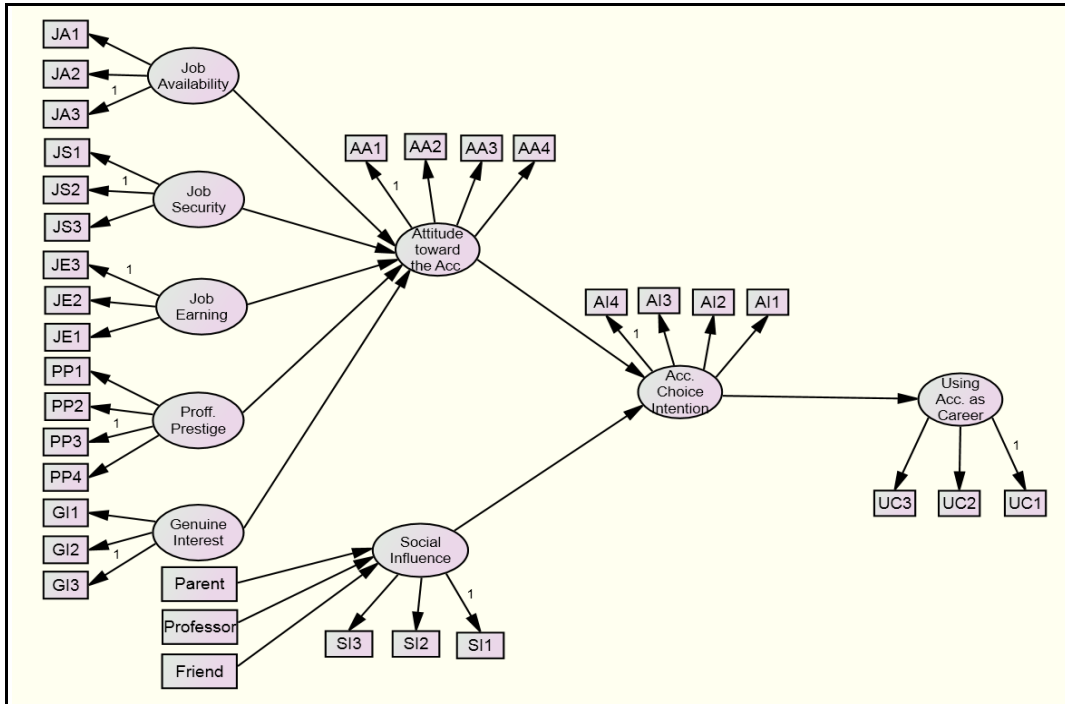 JA1
JA2
JA3
1
Job
Availability
JS1
JS2
JS3
1
Job
Security
JE3
JE2
JE1
1
Job
Earning
PP1
PP2
PP3
PP4
1
Proff.
Prestige
GI1
GI2
GI3
1
Genuine
Interest
Parent
Professor
Friend
AA1
AA2
AA3
AA4
1
Attitude
toward
the Acc.
Social
Influence
1
SI3
SI2
SI1
AI4
AI3
AI2
AI1
1
Acc.
Choice
Intention
Using
Acc. as
Career
1
UC3
UC2
UC1